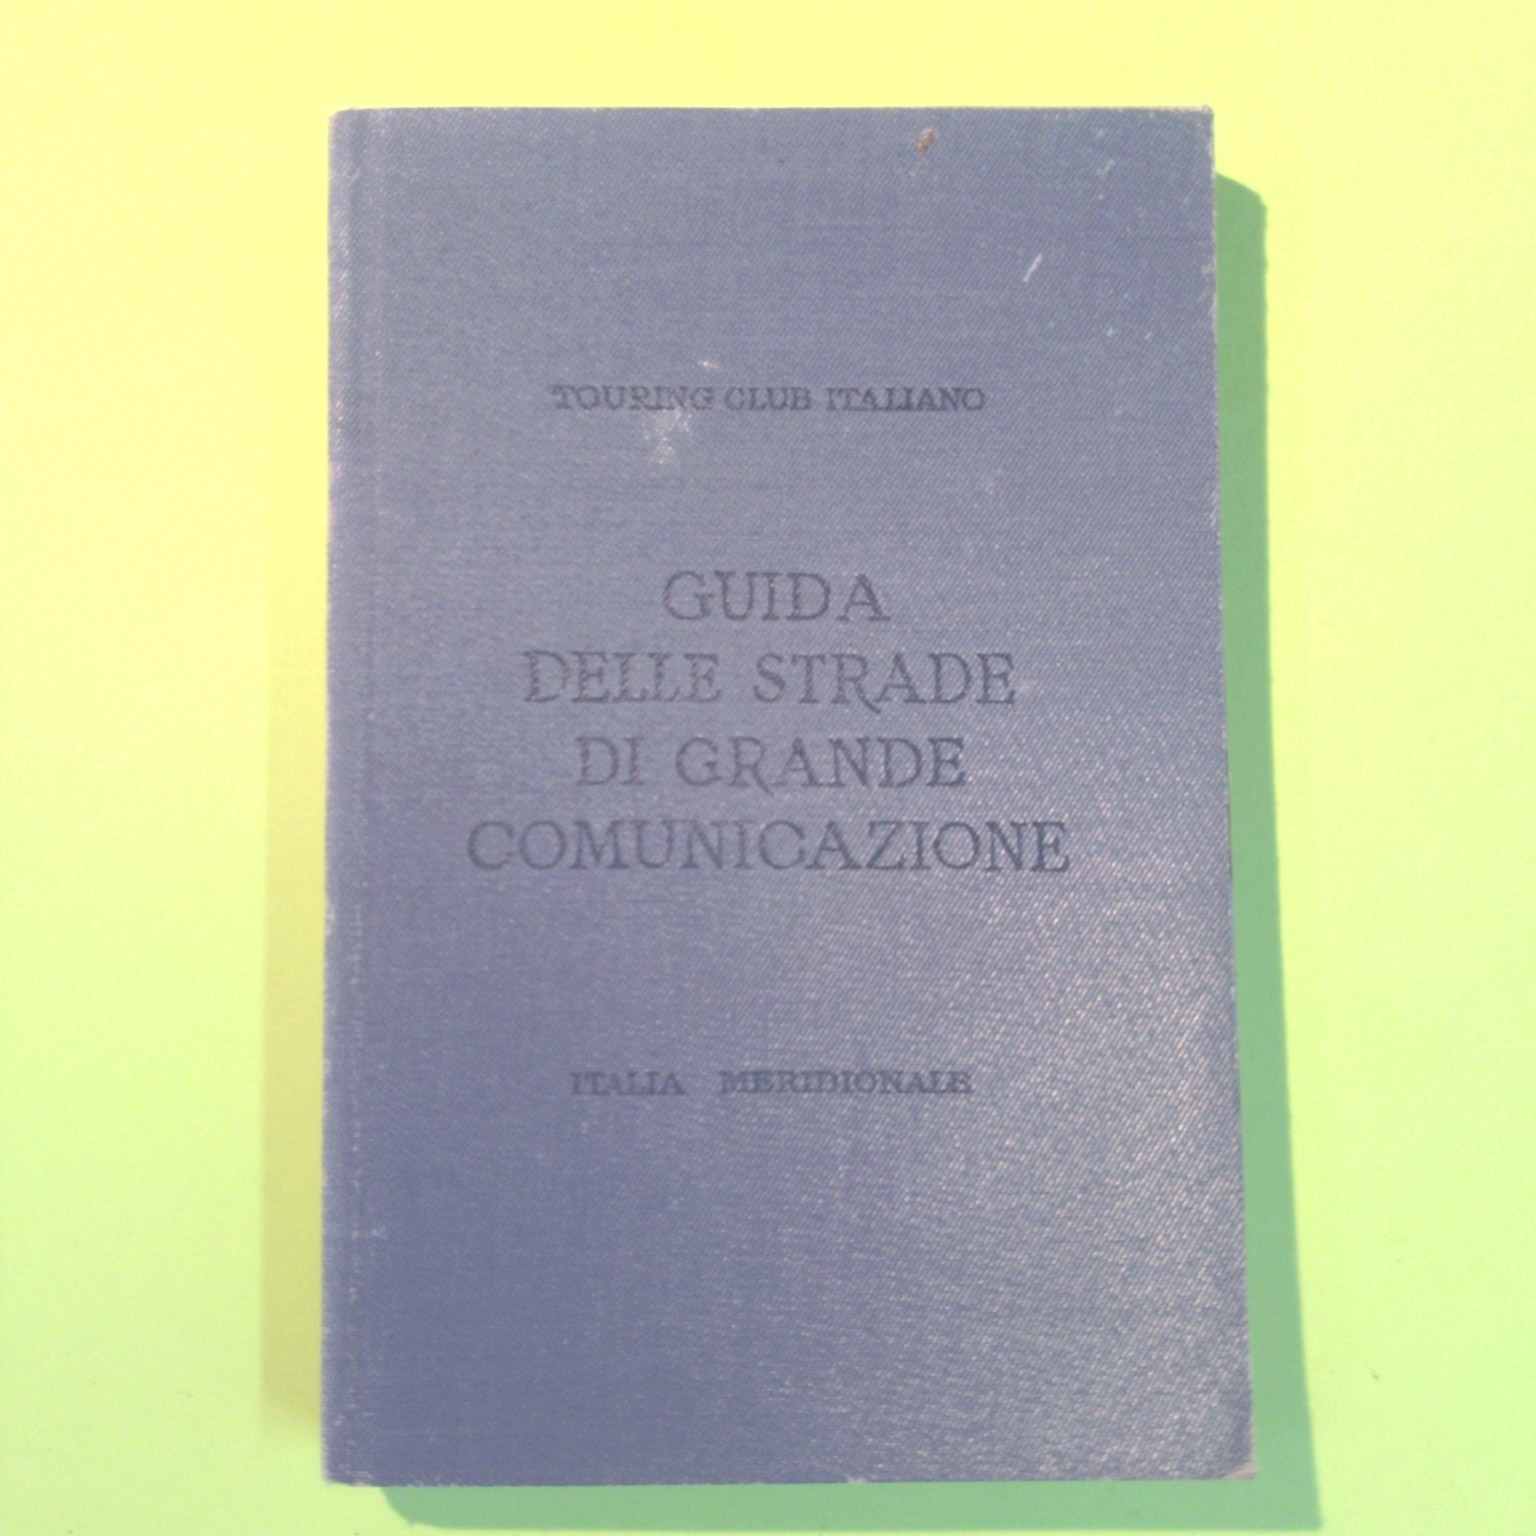 TOURING CLUB ITALIANO
GUIDA
DELLE STRADE
DI GRANDE
COMUNICAZIONE
ITALIA MERIDIONALE